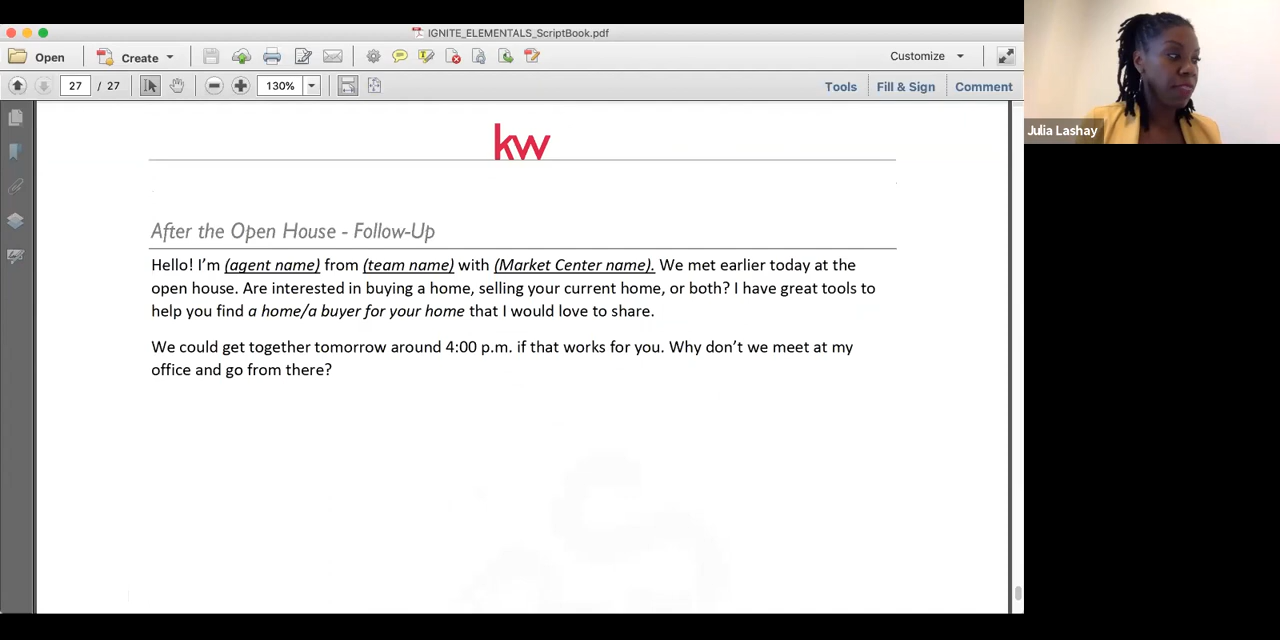 IGNITE_ELEMENTALS_ScriptBook.pdf
Open
Create
Customize
27 / 27
130%
Tools
Fill & Sign
Comment
Julia Lashay
kw
After the Open House - Follow-Up
Hello! I’m (agent name) from (team name) with (Market Center name). We met earlier today at the
open house. Are interested in buying a home, selling your current home, or both? I have great tools to
help you find a home/a buyer for your home that I would love to share.
We could get together tomorrow around 4:00 p.m. if that works for you. Why don’t we meet at my
office and go from there?